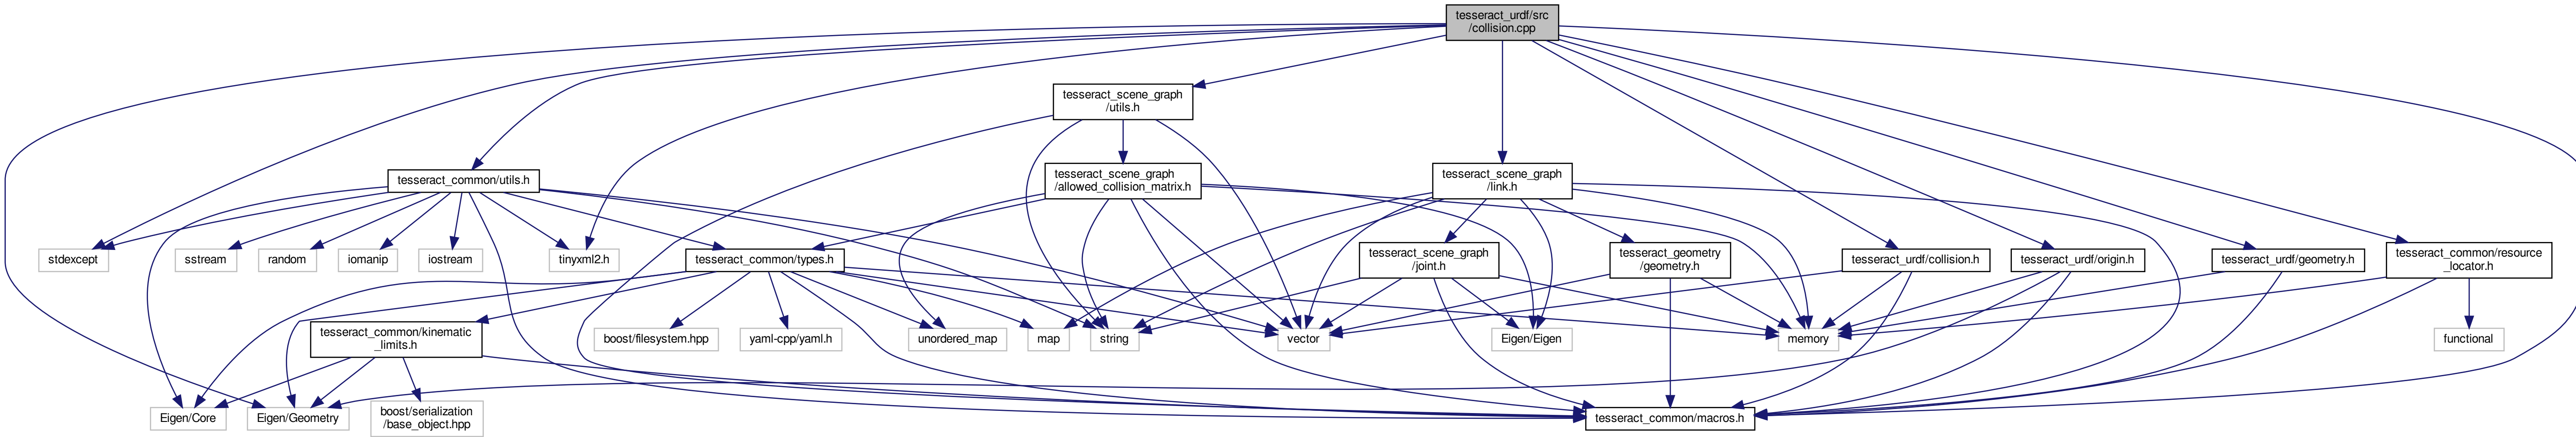 tesseract_urdf/src
/collision.cpp
tesseract_scene_graph
/utils.h
tesseract_common/utils.h
tesseract_scene_graph
/allowed_collision_matrix.h
tesseract_scene_graph
/link.h
stdexcept
sstream
random
iomanip
iostream
tinyxml2.h
tesseract_common/types.h
tesseract_scene_graph
/joint.h
tesseract_geometry
/geometry.h
tesseract_urdf/collision.h
tesseract_urdf/origin.h
tesseract_urdf/geometry.h
tesseract_common/resource
_locator.h
tesseract_common/kinematic
_limits.h
boost/filesystem.hpp
yaml-cpp/yaml.h
unordered_map
map
string
vector
Eigen/Eigen
memory
functional
Eigen/Core
Eigen/Geometry
boost/serialization
/base_object.hpp
tesseract_common/macros.h